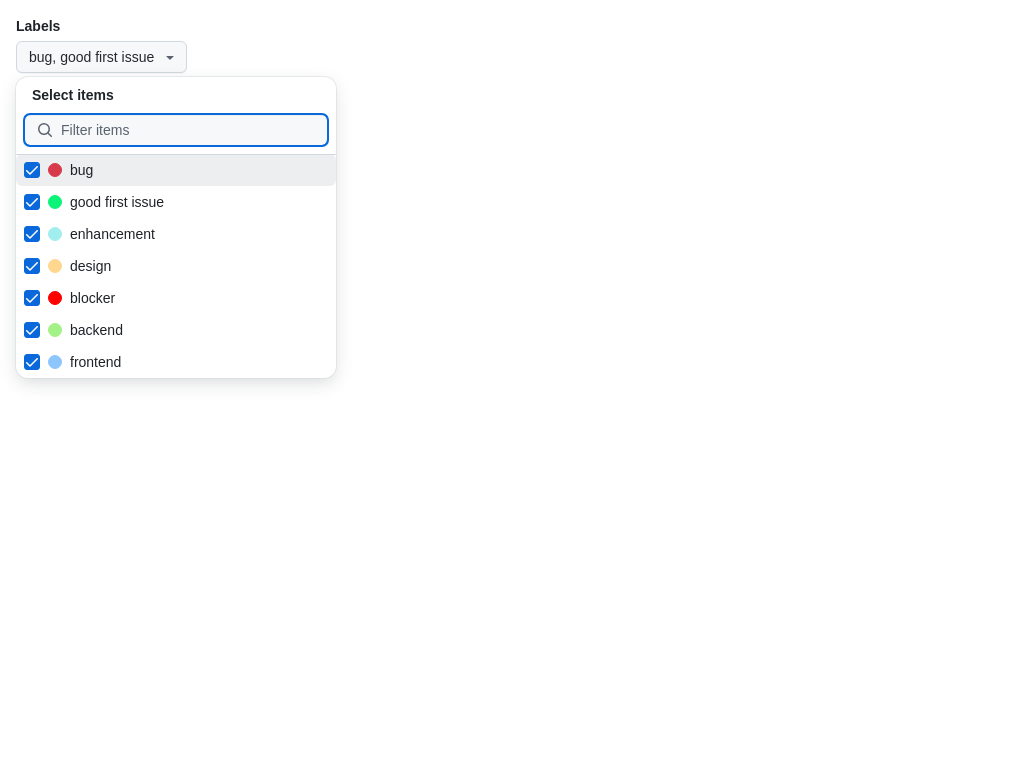 Labels
bug, good first issue
Select items
Filter items
bug
good first issue
enhancement
design
blocker
backend
frontend